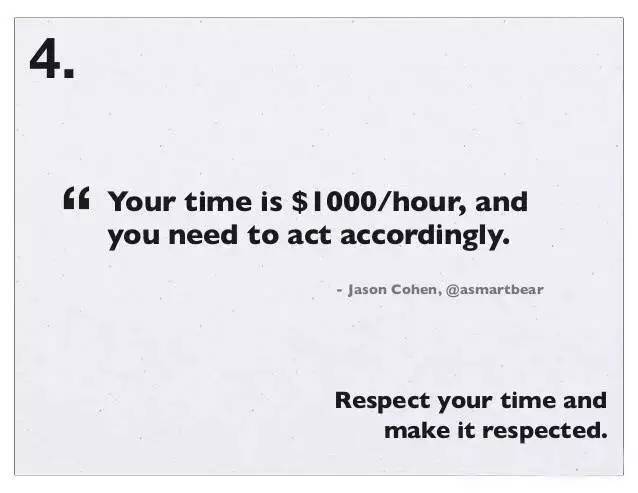 4.
“ Your time is $1000/hour, and
you need to act accordingly.
- Jason Cohen, @asmartbear
Respect your time and
make it respected.